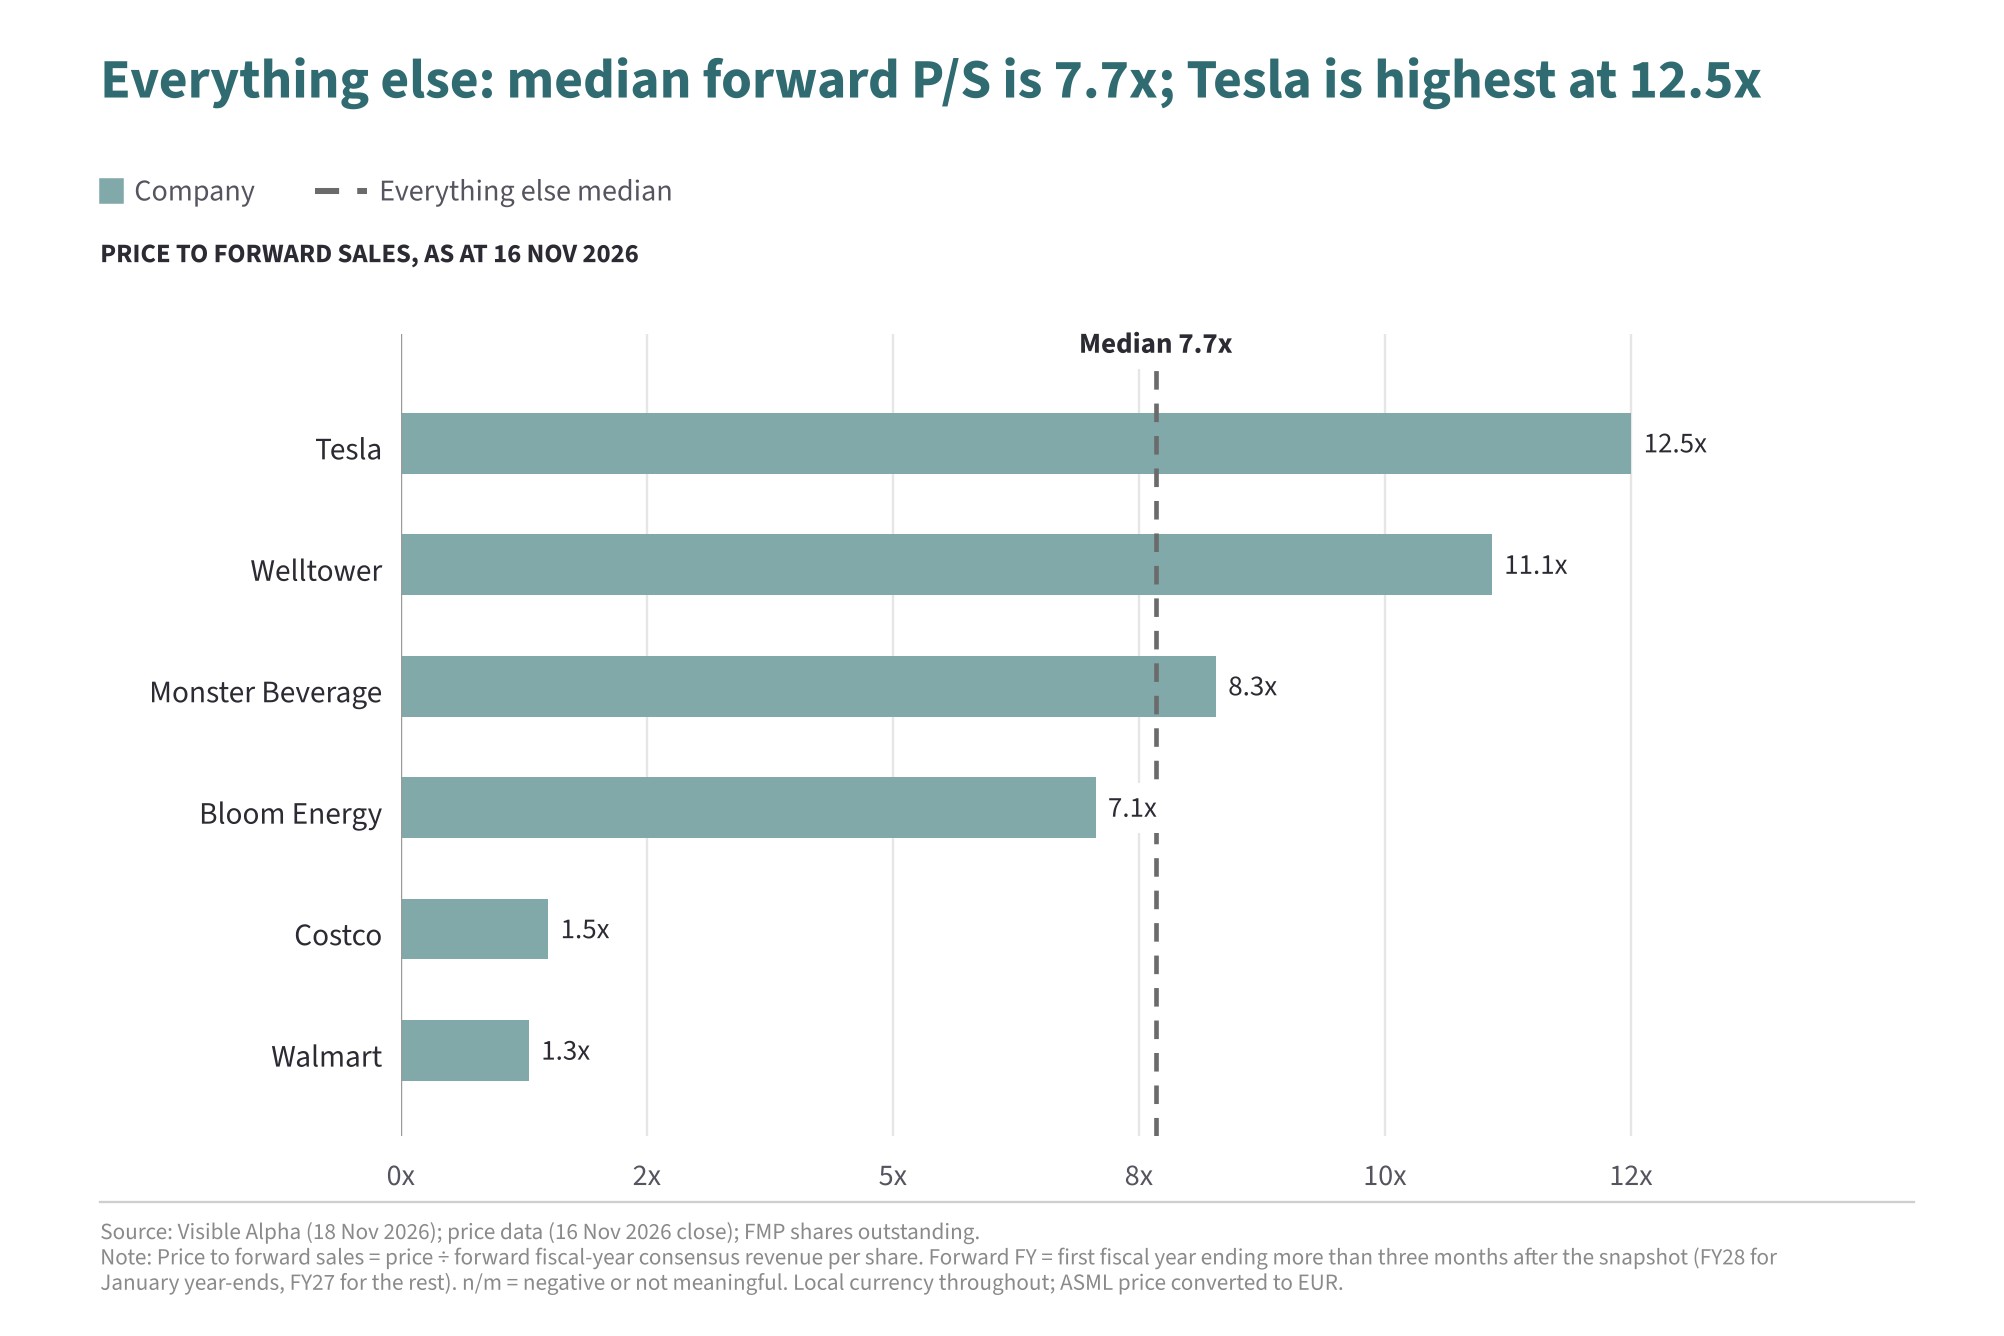 Everything else: median forward P/S is 7.7x; Tesla is highest at 12.5x
Company
Everything else median
PRICE TO FORWARD SALES, AS AT 16 NOV 2026
Median 7.7x
Tesla
12.5x
Welltower
11.1x
Monster Beverage
8.3x
Bloom Energy
7.1x
Costco
1.5x
Walmart
1.3x
0x
2x
5x
8x
10x
12x
Source: Visible Alpha (18 Nov 2026); price data (16 Nov 2026 close); FMP shares outstanding.
Note: Price to forward sales = price ÷ forward fiscal-year consensus revenue per share. Forward FY = first fiscal year ending more than three months after the snapshot (FY28 for
January year-ends, FY27 for the rest). n/m = negative or not meaningful. Local currency throughout; ASML price converted to EUR.